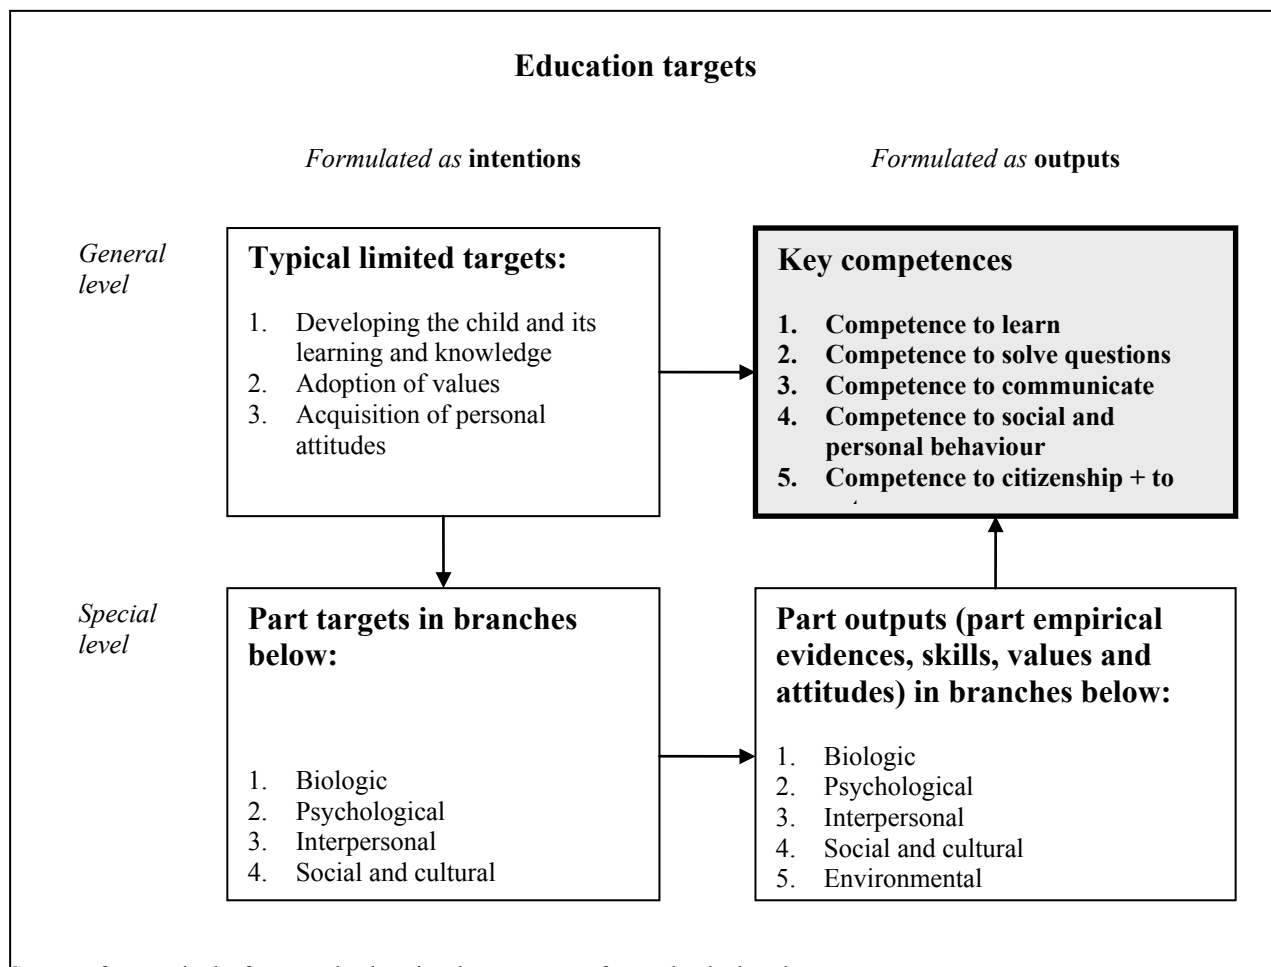 Education targets
Formulated as intentions
Formulated as outputs
General
level
Typical limited targets:
1. Developing the child and its
learning and knowledge
2. Adoption of values
3. Acquisition of personal
attitudes
Key competences
1. Competence to learn
2. Competence to solve questions
3. Competence to communicate
4. Competence to social and
personal behaviour
5. Competence to citizenship + to
Special
level
Part targets in branches
below:
1. Biologic
2. Psychological
3. Interpersonal
4. Social and cultural
Part outputs (part empirical
evidences, skills, values and
attitudes) in branches below:
1. Biologic
2. Psychological
3. Interpersonal
4. Social and cultural
5. Environmental